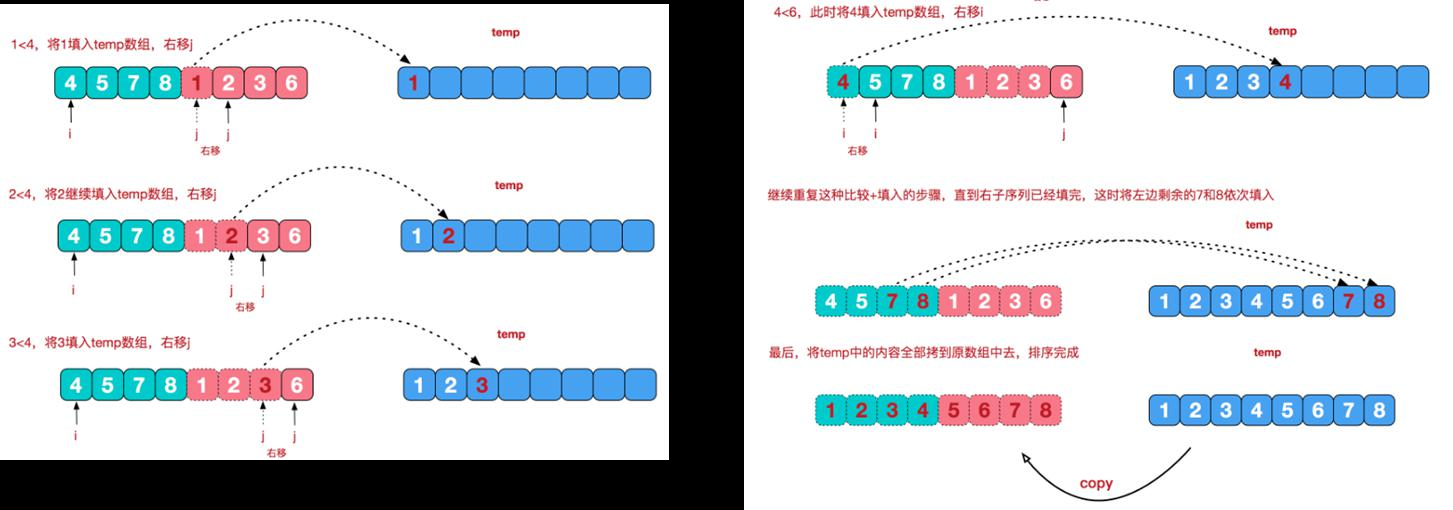 1<4，将1填入temp数组，右移j
temp
4 5 7 8 1 2 3 6
1
i j j
右移
2<4，将2继续填入temp数组，右移j
temp
4 5 7 8 1 2 3 6
1 2
i j j
右移
3<4，将3填入temp数组，右移j
temp
4 5 7 8 1 2 3 6
1 2 3
i j j
右移
4<6，此时将4填入temp数组，右移i
temp
4 5 7 8 1 2 3 6
1 2 3 4
i i j
右移
继续重复这种比较+填入的步骤，直到右子序列已经填完，这时将左边剩余的7和8依次填入
temp
4 5 7 8 1 2 3 6
1 2 3 4 5 6 7 8
最后，将temp中的内容全部拷到原数组中去，排序完成
temp
1 2 3 4 5 6 7 8
1 2 3 4 5 6 7 8
copy